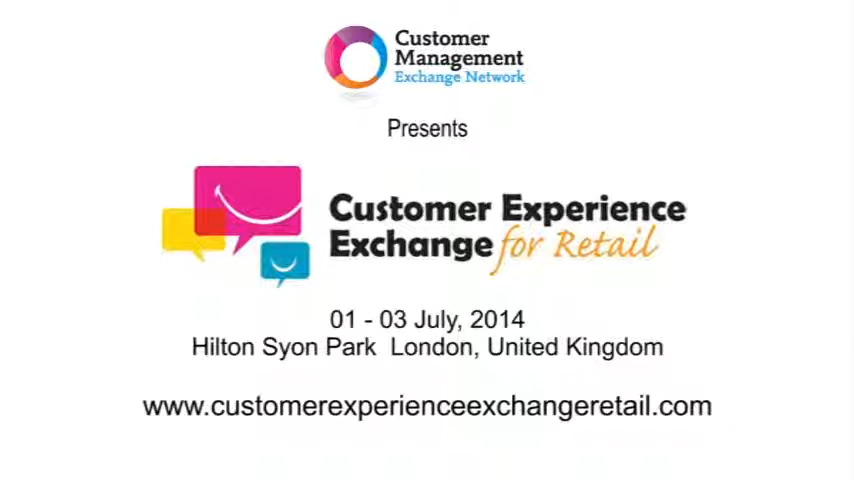 Customer
Management
Exchange Network
Presents
Customer Experience
Exchange for Retail
01 - 03 July, 2014
Hilton Syon Park London, United Kingdom
www.customerexperienceexchangeretail.com